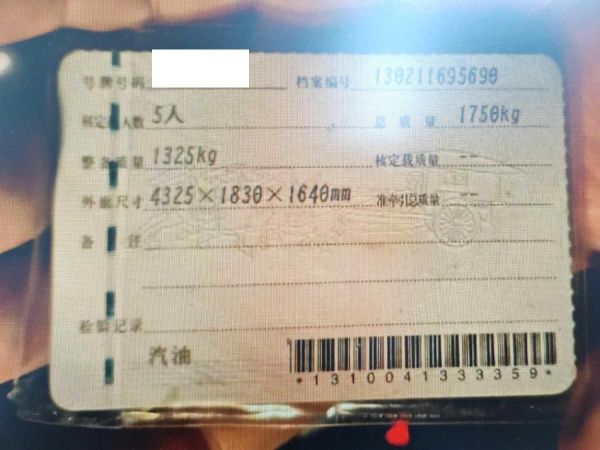 号牌号码 档案编号 130211695690
核定载人数 5人 总质量 1750kg
整备质量 1325kg 核定载质量 --
外廓尺寸 4325×1830×1640mm 准牵引总质量 --
备 注
检验记录
汽油
*1310041333359*